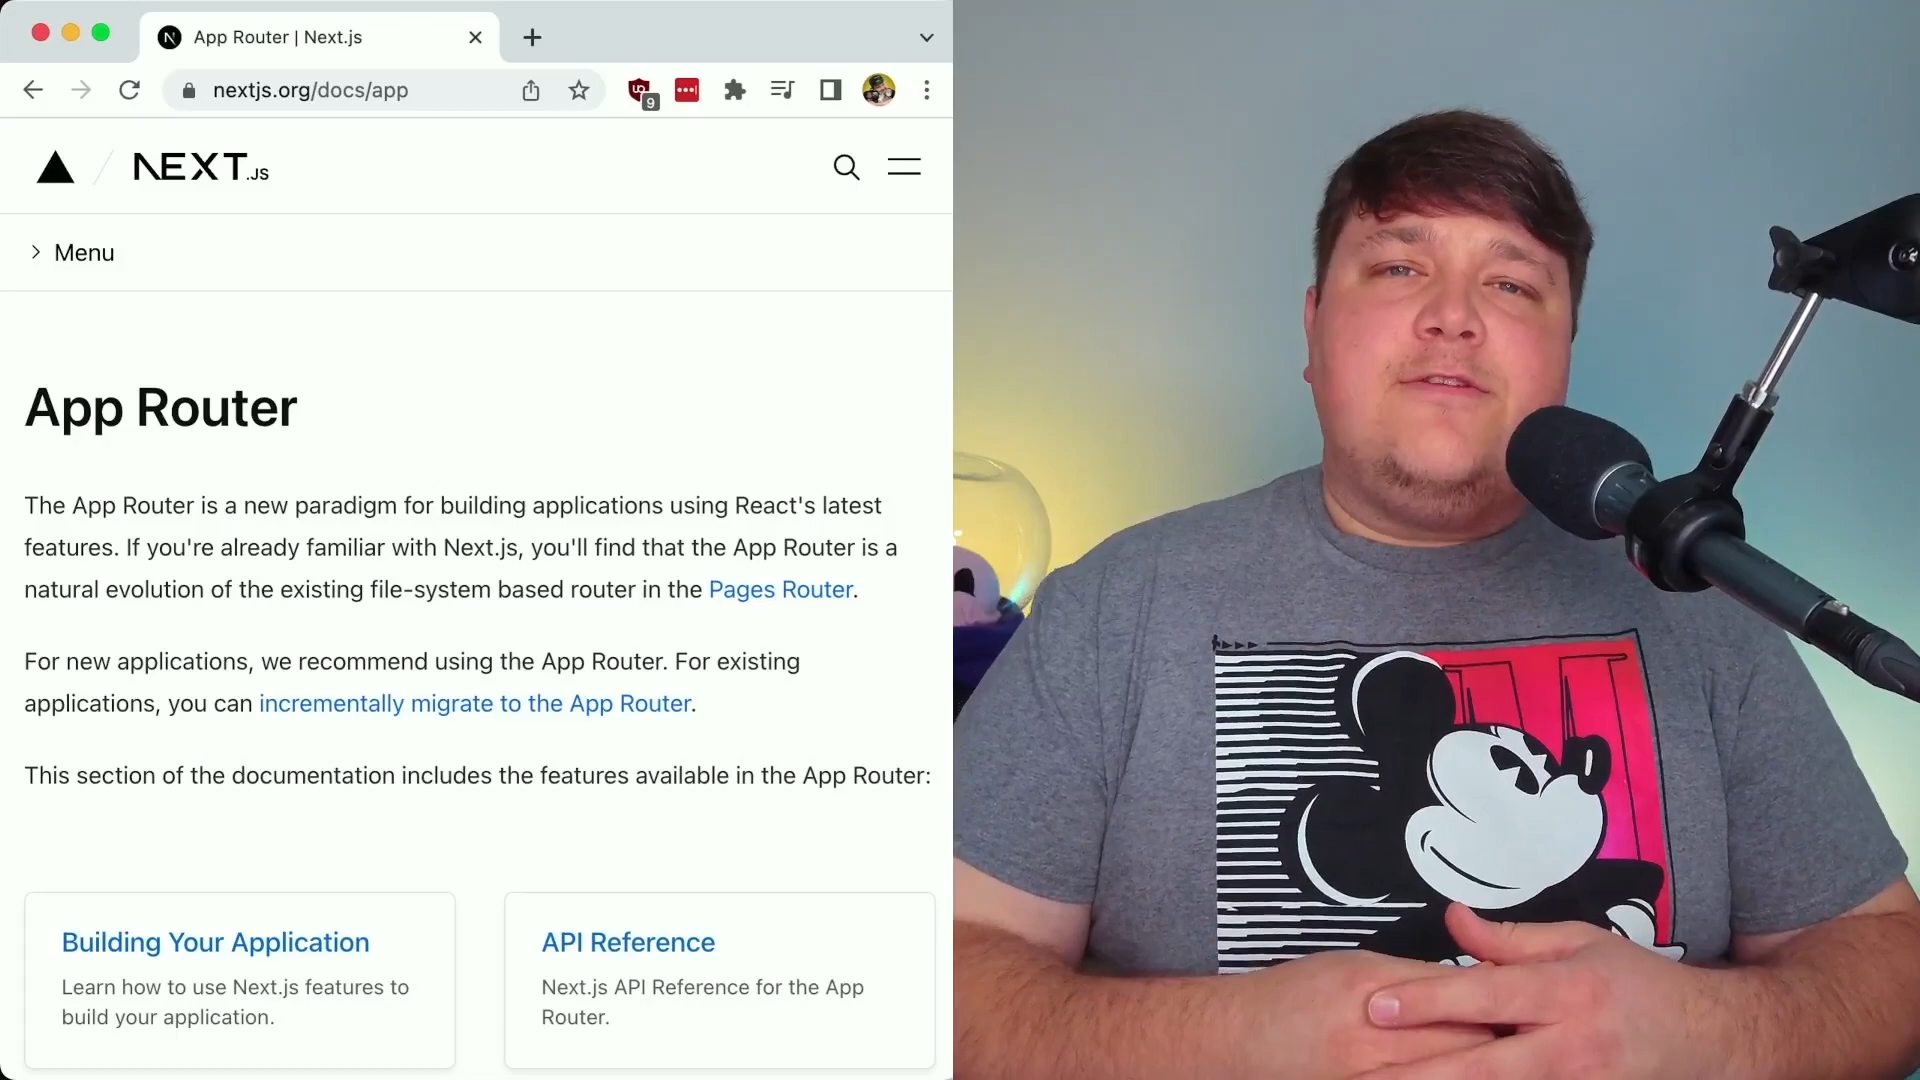 App Router | Next.js
nextjs.org/docs/app
9
NEXT.JS
Menu
App Router
The App Router is a new paradigm for building applications using React's latest
features. If you're already familiar with Next.js, you'll find that the App Router is a
natural evolution of the existing file-system based router in the Pages Router.
For new applications, we recommend using the App Router. For existing
applications, you can incrementally migrate to the App Router.
This section of the documentation includes the features available in the App Router:
Building Your Application
Learn how to use Next.js features to
build your application.
API Reference
Next.js API Reference for the App
Router.